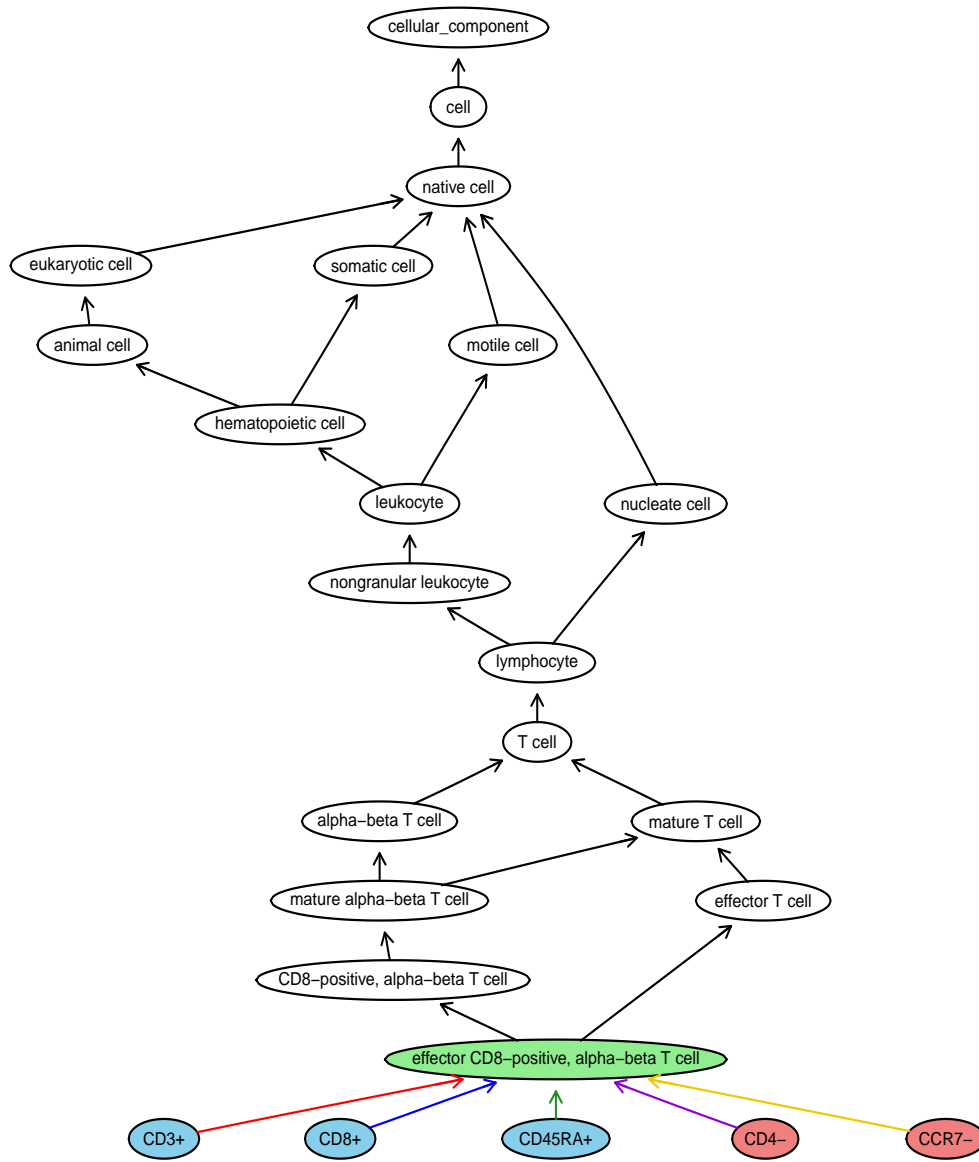 cellular_component
cell
native cell
eukaryotic cell
somatic cell
animal cell
motile cell
hematopoietic cell
leukocyte
nucleate cell
nongranular leukocyte
lymphocyte
T cell
alpha−beta T cell
mature T cell
mature alpha−beta T cell
effector T cell
CD8−positive, alpha−beta T cell
effector CD8−positive, alpha−beta T cell
CD3+
CD8+
CD45RA+
CD4−
CCR7−